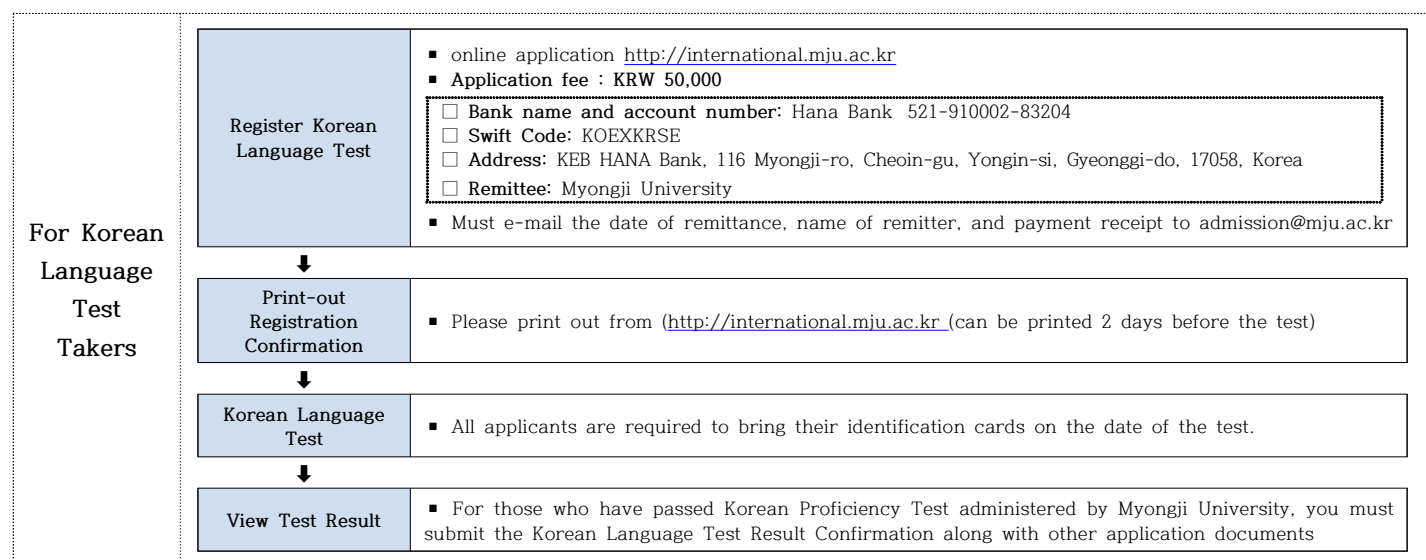 For Korean
Language
Test
Takers
Register Korean
Language Test
▪ online application http://international.mju.ac.kr
▪ Application fee : KRW 50,000
□ Bank name and account number: Hana Bank 521-910002-83204
□ Swift Code: KOEXKRSE
□ Address: KEB HANA Bank, 116 Myongji-ro, Cheoin-gu, Yongin-si, Gyeonggi-do, 17058, Korea
□ Remittee: Myongji University
▪ Must e-mail the date of remittance, name of remitter, and payment receipt to admission@mju.ac.kr
⬇
Print-out
Registration
Confirmation
▪ Please print out from (http://international.mju.ac.kr (can be printed 2 days before the test)
⬇
Korean Language
Test
▪ All applicants are required to bring their identification cards on the date of the test.
⬇
View Test Result
▪ For those who have passed Korean Proficiency Test administered by Myongji University, you must
submit the Korean Language Test Result Confirmation along with other application documents